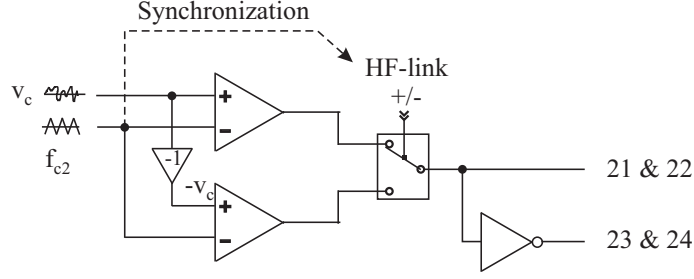 Synchronization
HF-link
+/-
v_c
f_c2
+
-
-1
-v_c
+
-
21 & 22
23 & 24